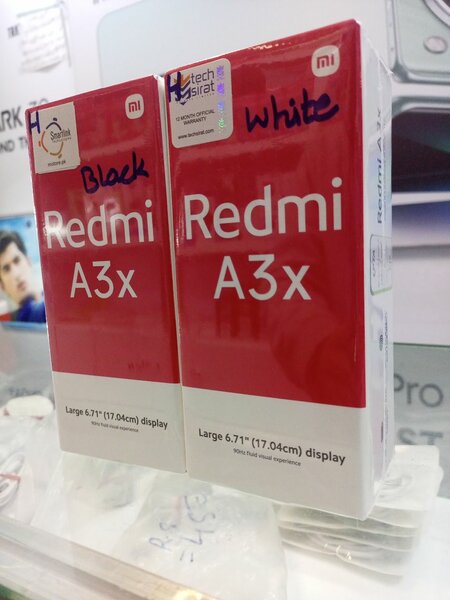 H
Smartlink
mistore.pk
mi
Black
Redmi
A3x
Large 6.71" (17.04cm) display
90Hz fluid visual experience
H
tech
sirat
12 MONTH OFFICIAL
WARRANTY
www.techsirat.com
mi
White
Redmi
A3x
Large 6.71" (17.04cm) display
90Hz fluid visual experience
Redmi A3x
Pro